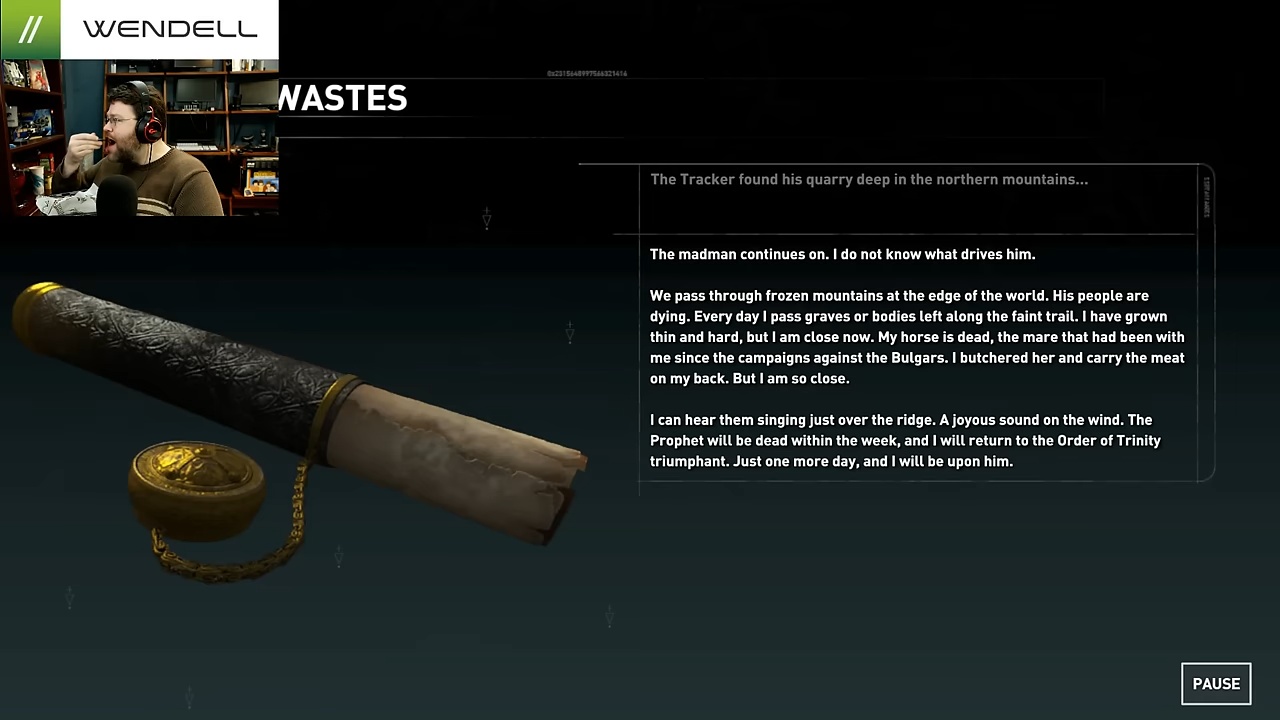 // WENDELL
WASTES
The Tracker found his quarry deep in the northern mountains...
The madman continues on. I do not know what drives him.
We pass through frozen mountains at the edge of the world. His people are
dying. Every day I pass graves or bodies left along the faint trail. I have grown
thin and hard, but I am close now. My horse is dead, the mare that had been with
me since the campaigns against the Bulgars. I butchered her and carry the meat
on my back. But I am so close.
I can hear them singing just over the ridge. A joyous sound on the wind. The
Prophet will be dead within the week, and I will return to the Order of Trinity
triumphant. Just one more day, and I will be upon him.
PAUSE